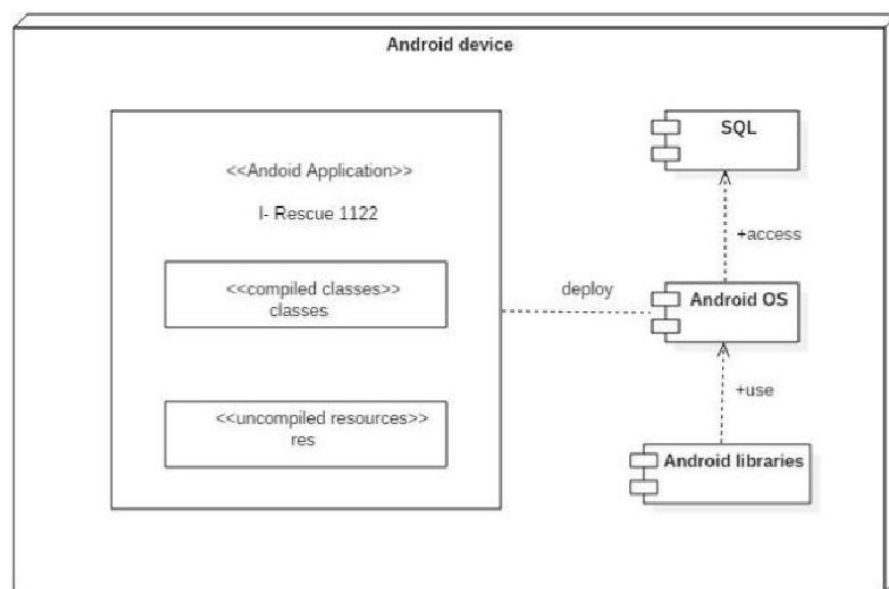 Android device
<<Andoid Application>>
I- Rescue 1122
<<compiled classes>>
classes
<<uncompiled resources>>
res
deploy
SQL
+access
Android OS
+use
Android libraries